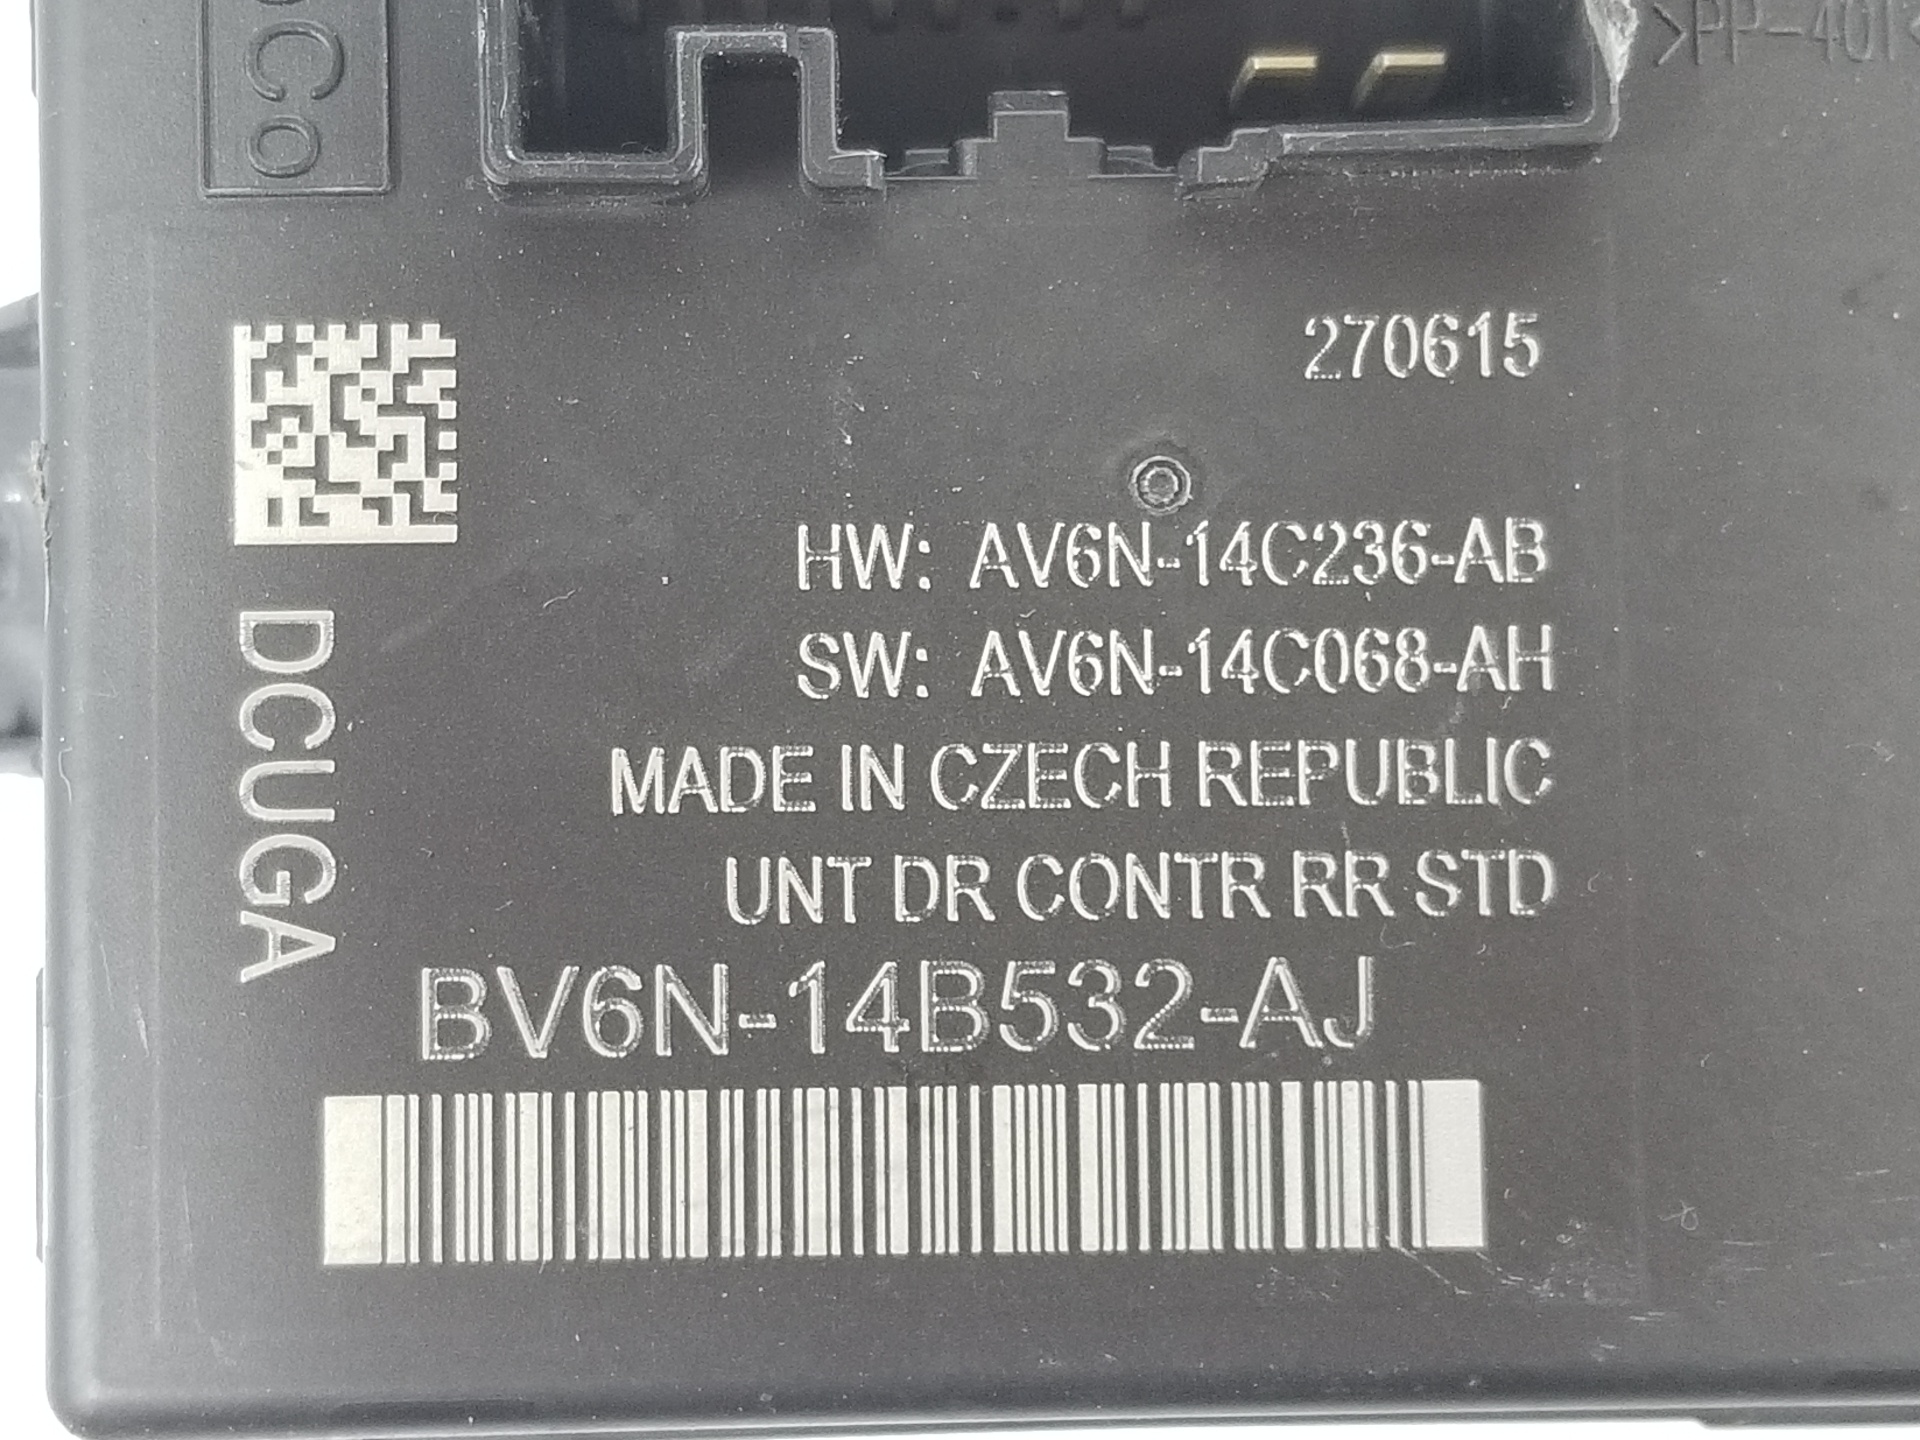 270615
HW: AV6N-14C236-AB
SW: AV6N-14C068-AH
MADE IN CZECH REPUBLIC
UNT DR CONTR RR STD
DCUGA
BV6N-14B532-AJ